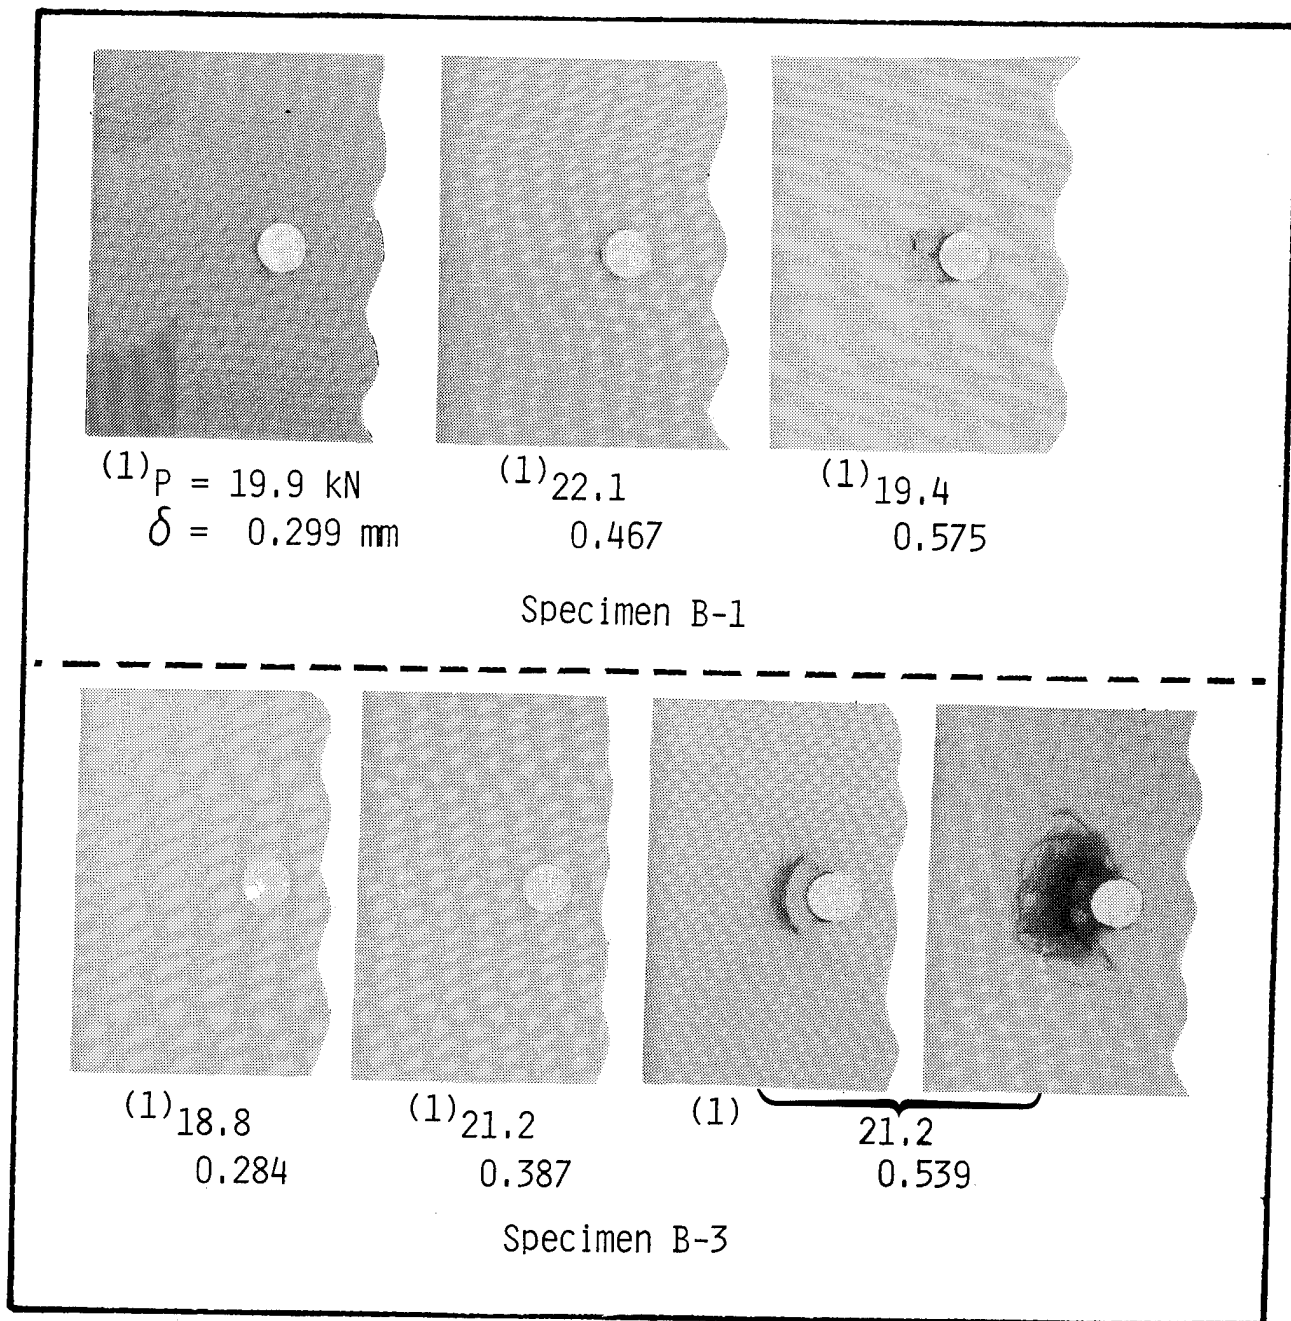 (1)P = 19.9 kN
δ = 0.299 mm
(1)22.1
0.467
(1)19.4
0.575
Specimen B-1
(1)18.8
0.284
(1)21.2
0.387
(1) 21.2
0.539
Specimen B-3